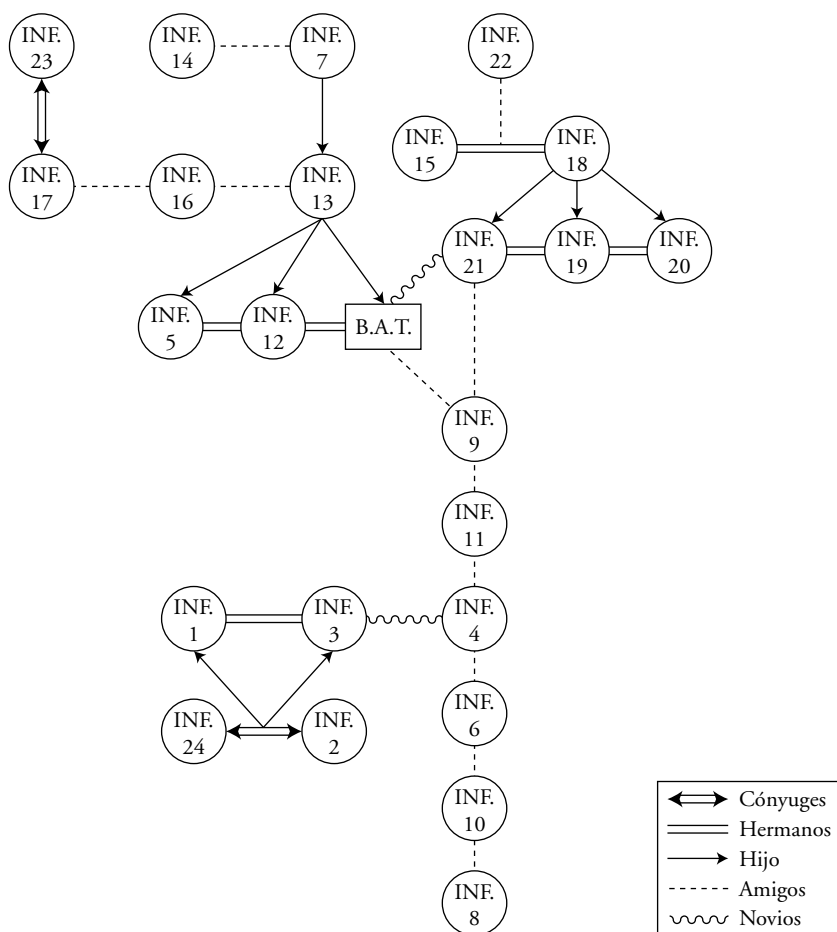 INF.
23
INF.
14
INF.
7
INF.
22
INF.
15
INF.
18
INF.
17
INF.
16
INF.
13
INF.
21
INF.
19
INF.
20
INF.
5
INF.
12
B.A.T.
INF.
9
INF.
11
INF.
1
INF.
3
INF.
4
INF.
24
INF.
2
INF.
6
INF.
10
INF.
8
Cónyuges
Hermanos
Hijo
Amigos
Novios